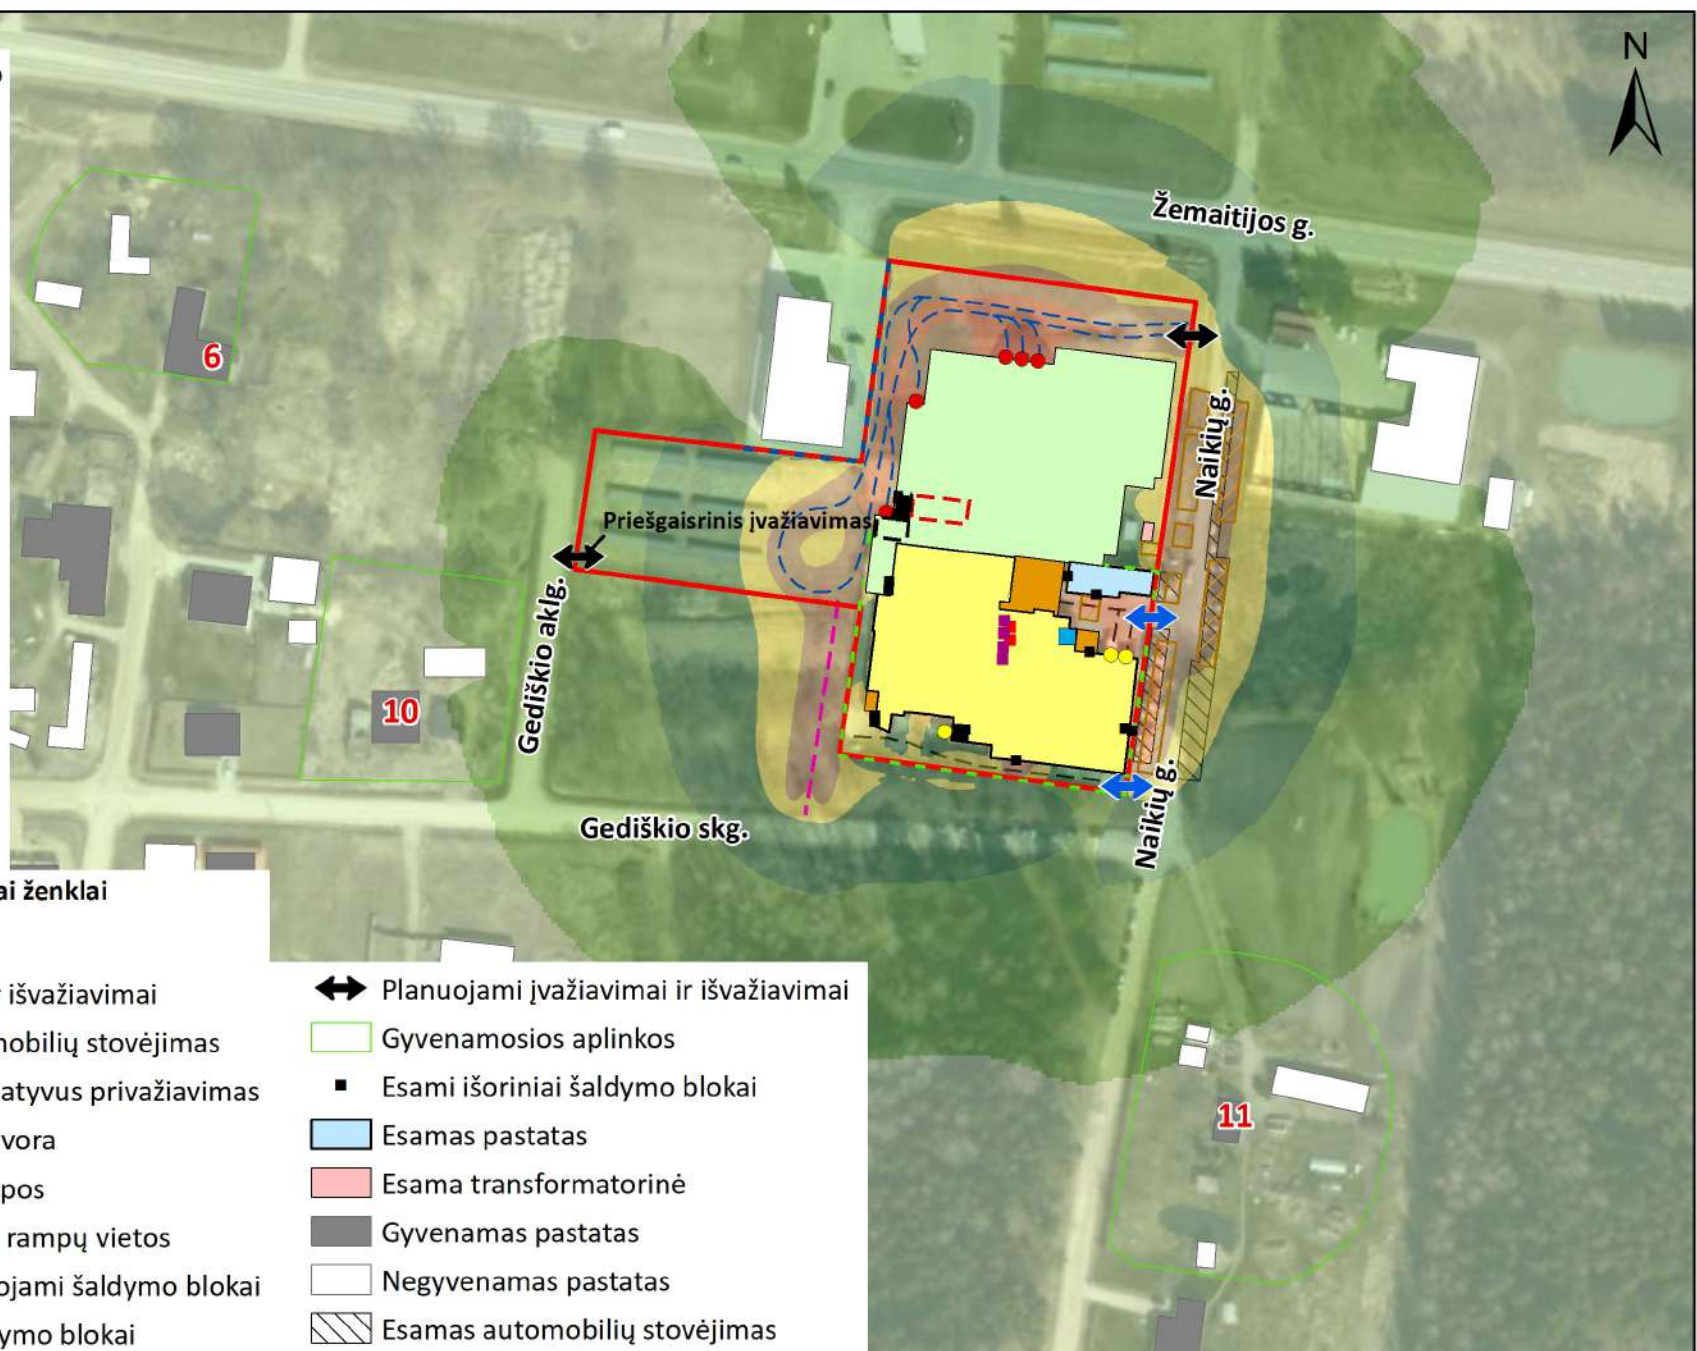 N
Žemaitijos g.
6
Naikių g.
Priešgaisrinis įvažiavimas
Gediškio aklg.
10
Gediškio skg.
Naikių g.
11
ai ženklai
išvažiavimai
mobilių stovėjimas
atyvus privažiavimas
vora
pos
rampų vietos
ojami šaldymo blokai
ymo blokai
Planuojami įvažiavimai ir išvažiavimai
Gyvenamosios aplinkos
Esami išoriniai šaldymo blokai
Esamas pastatas
Esama transformatorinė
Gyvenamas pastatas
Negyvenamas pastatas
Esamas automobilių stovėjimas